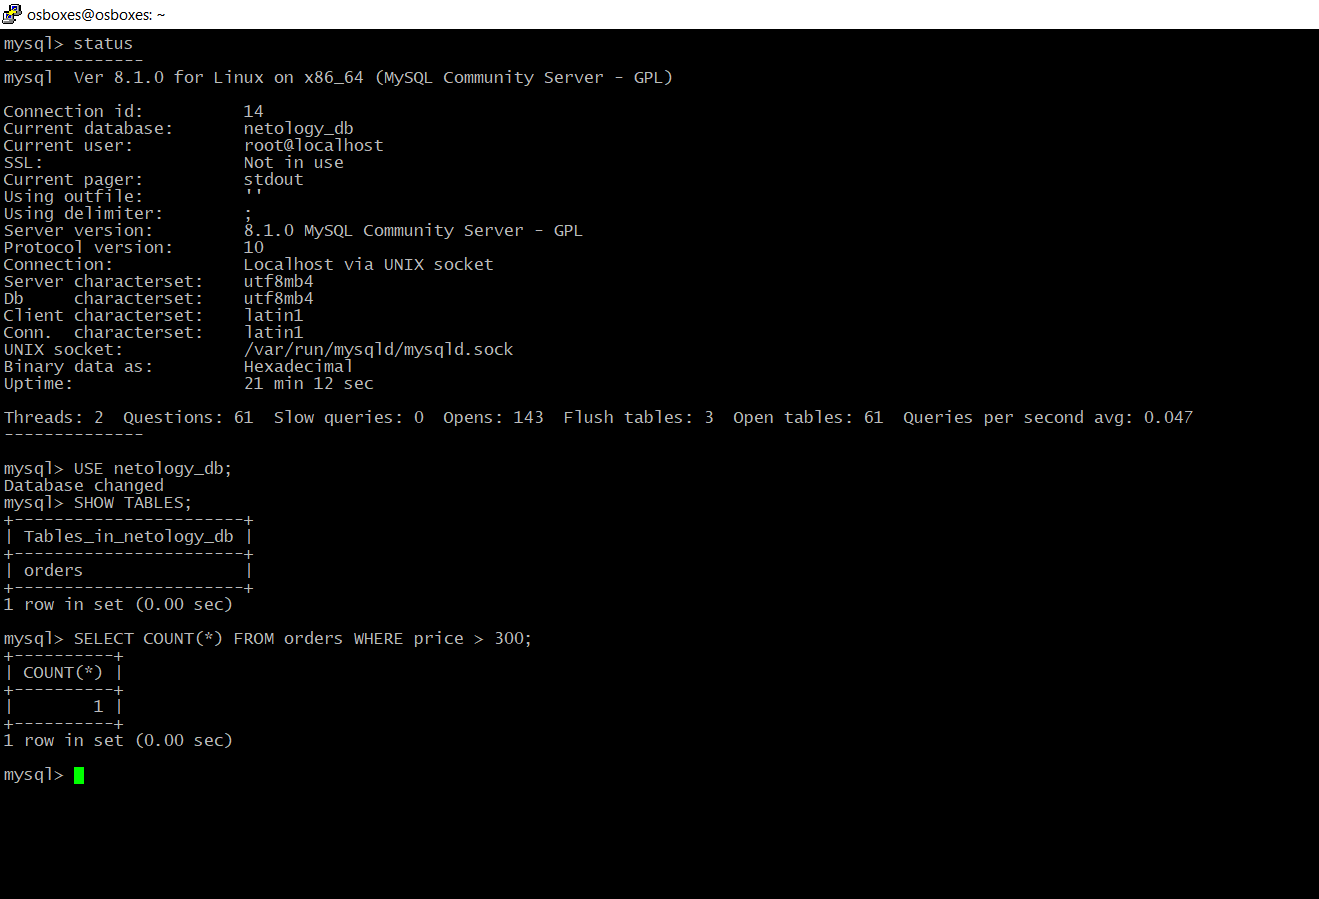 osboxes@osboxes: ~
mysql> status
--------------
mysql  Ver 8.1.0 for Linux on x86_64 (MySQL Community Server - GPL)

Connection id:          14
Current database:       netology_db
Current user:           root@localhost
SSL:                    Not in use
Current pager:          stdout
Using outfile:          ''
Using delimiter:        ;
Server version:         8.1.0 MySQL Community Server - GPL
Protocol version:       10
Connection:             Localhost via UNIX socket
Server characterset:    utf8mb4
Db     characterset:    utf8mb4
Client characterset:    latin1
Conn.  characterset:    latin1
UNIX socket:            /var/run/mysqld/mysqld.sock
Binary data as:         Hexadecimal
Uptime:                 21 min 12 sec

Threads: 2  Questions: 61  Slow queries: 0  Opens: 143  Flush tables: 3  Open tables: 61  Queries per second avg: 0.047
--------------

mysql> USE netology_db;
Database changed
mysql> SHOW TABLES;
+-----------------------+
| Tables_in_netology_db |
+-----------------------+
| orders                |
+-----------------------+
1 row in set (0.00 sec)

mysql> SELECT COUNT(*) FROM orders WHERE price > 300;
+----------+
| COUNT(*) |
+----------+
|        1 |
+----------+
1 row in set (0.00 sec)

mysql>